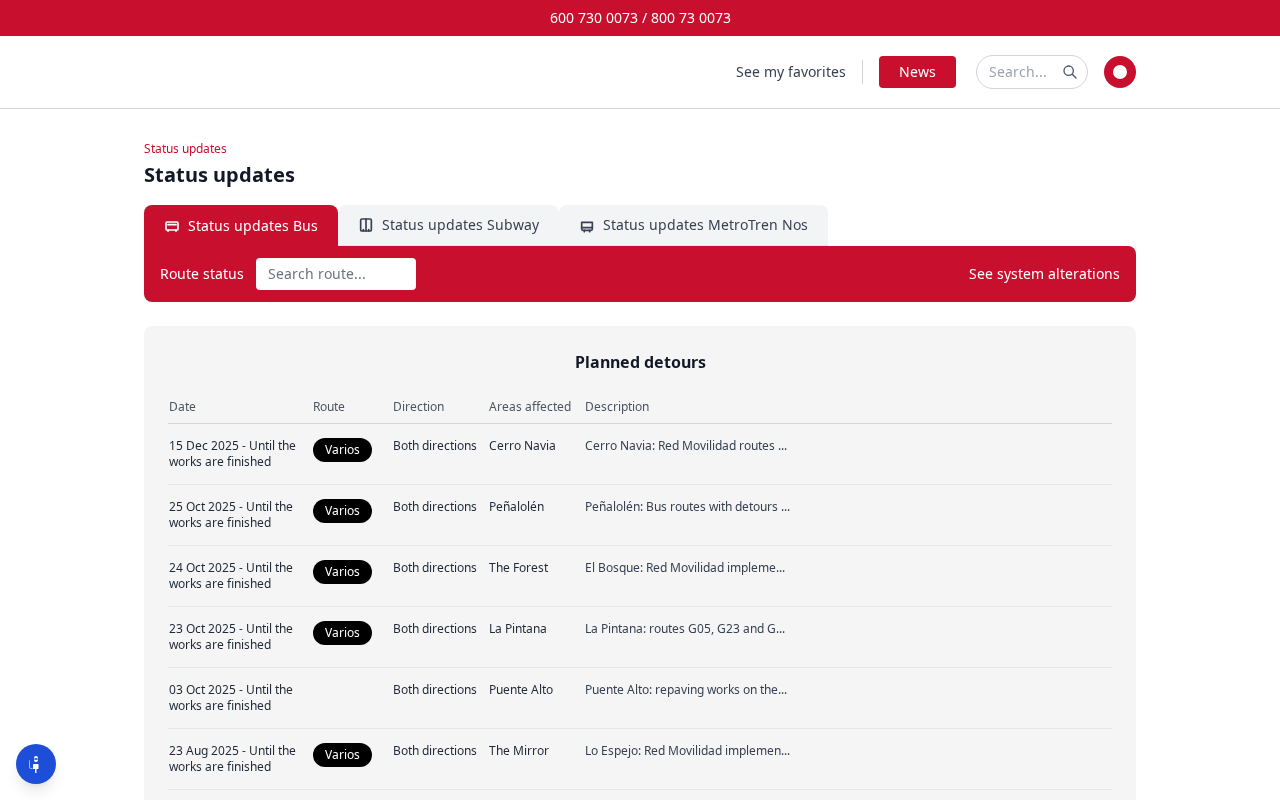 600 730 0073 / 800 73 0073
See my favorites
News
Search...
Status updates
Status updates
Status updates Bus
Status updates Subway
Status updates MetroTren Nos
Route status
Search route...
See system alterations
Planned detours
Date Route Direction Areas affected Description
15 Dec 2025 - Until the works are finished Varios Both directions Cerro Navia Cerro Navia: Red Movilidad routes ...
25 Oct 2025 - Until the works are finished Varios Both directions Peñalolén Peñalolén: Bus routes with detours ...
24 Oct 2025 - Until the works are finished Varios Both directions The Forest El Bosque: Red Movilidad impleme...
23 Oct 2025 - Until the works are finished Varios Both directions La Pintana La Pintana: routes G05, G23 and G...
03 Oct 2025 - Until the works are finished Both directions Puente Alto Puente Alto: repaving works on the...
23 Aug 2025 - Until the works are finished Varios Both directions The Mirror Lo Espejo: Red Movilidad implemen...